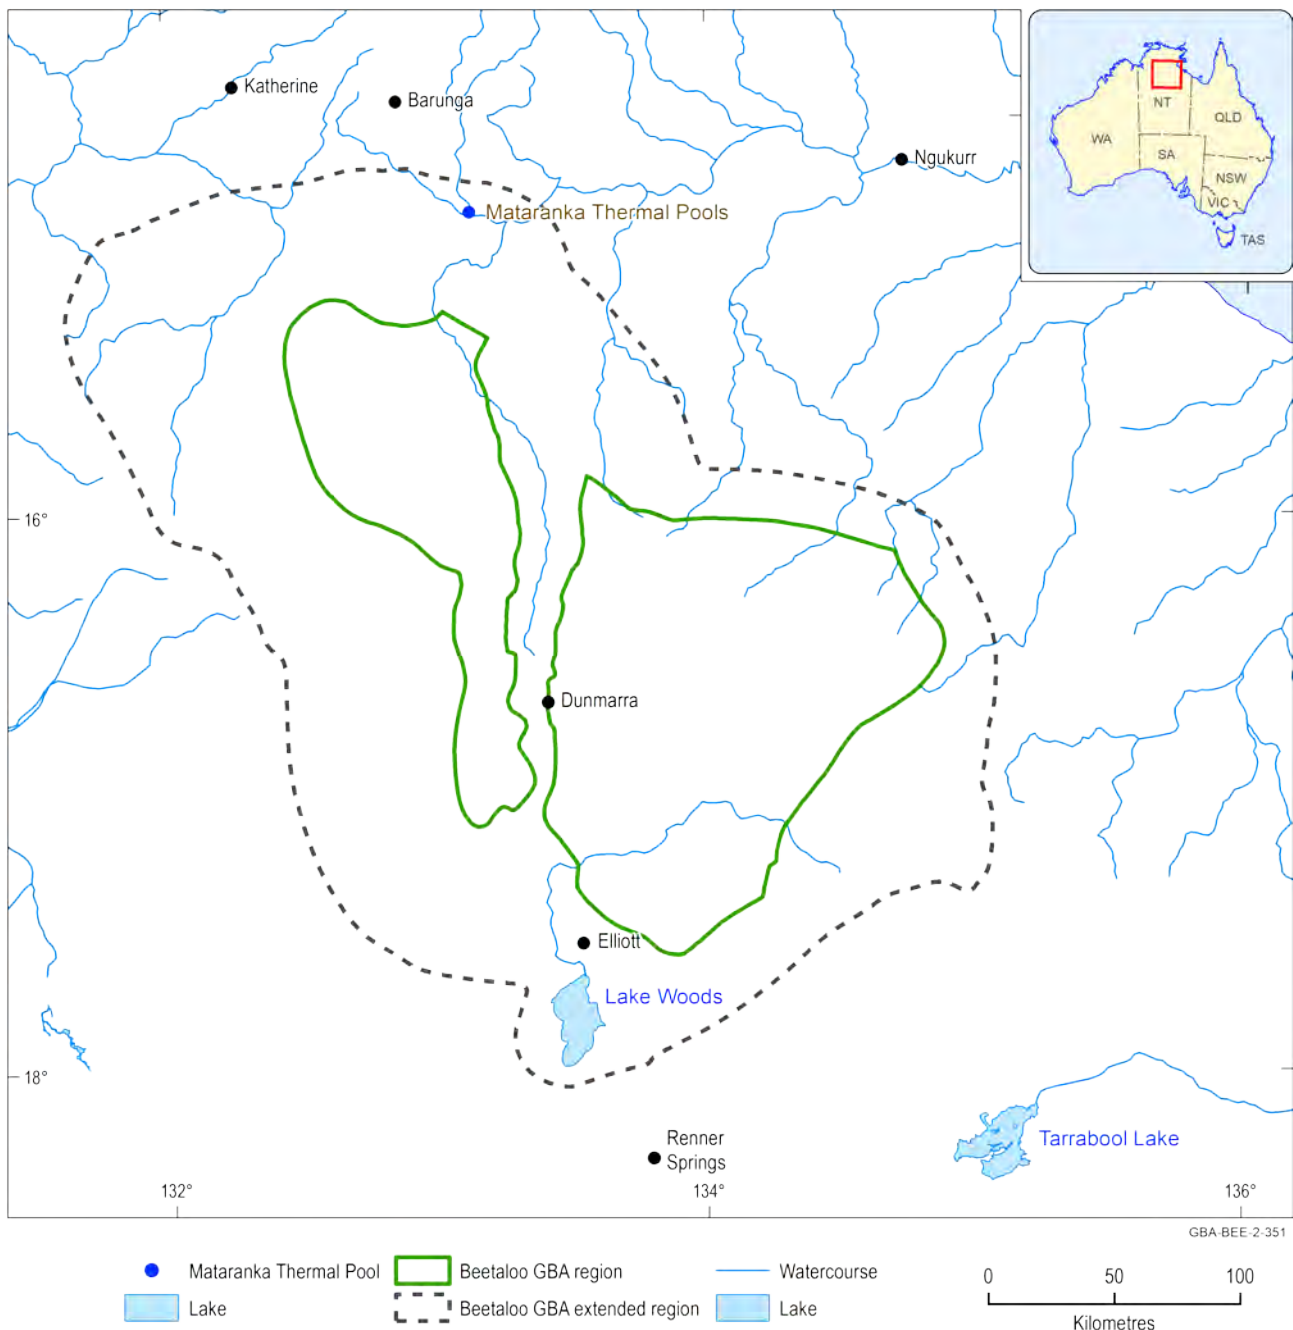 Katherine
Barunga
Ngukurr
Mataranka Thermal Pools
WA
NT
QLD
SA
NSW
VIC
TAS
16°
Dunmarra
Elliott
Lake Woods
18°
Renner
Springs
Tarrabool Lake
132°
134°
136°
GBA-BEE-2-351
Mataranka Thermal Pool
Beetaloo GBA region
Watercourse
Lake
Beetaloo GBA extended region
Lake
0
50
100
Kilometres